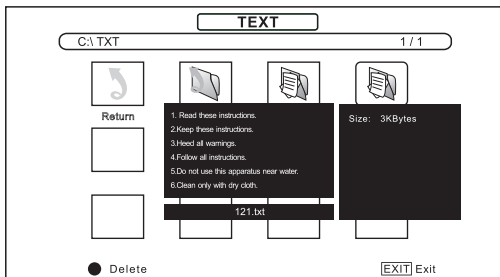 TEXT
C:\ TXT 1 / 1
Return
1. Read these instructions.
2.Keep these instructions.
3.Heed all warnings.
4.Follow all instructions.
5.Do not use this apparatus near water.
6.Clean only with dry cloth.
Size: 3KBytes
121.txt
Delete
EXIT Exit